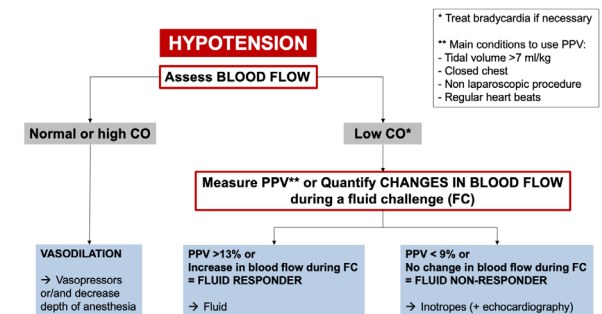 HYPOTENSION
Assess BLOOD FLOW
* Treat bradycardia if necessary
** Main conditions to use PPV:
- Tidal volume >7 ml/kg
- Closed chest
- Non laparoscopic procedure
- Regular heart beats
Normal or high CO
Low CO*
Measure PPV** or Quantify CHANGES IN BLOOD FLOW
during a fluid challenge (FC)
VASODILATION
→ Vasopressors
or/and decrease
depth of anesthesia
PPV >13% or
Increase in blood flow during FC
= FLUID RESPONDER
→ Fluid
PPV < 9% or
No change in blood flow during FC
= FLUID NON-RESPONDER
→ Inotropes (+ echocardiography)